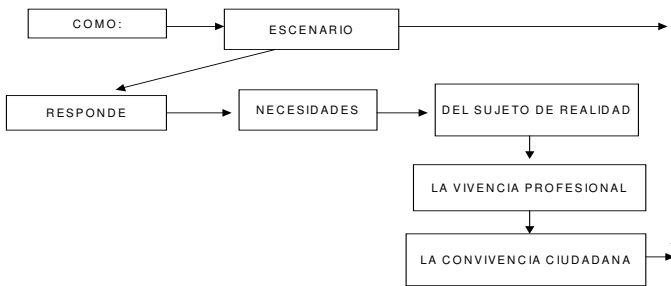 COMO:
ESCENARIO
RESPONDE
NECESIDADES
DEL SUJETO DE REALIDAD
LA VIVENCIA PROFESIONAL
LA CONVIVENCIA CIUDADANA